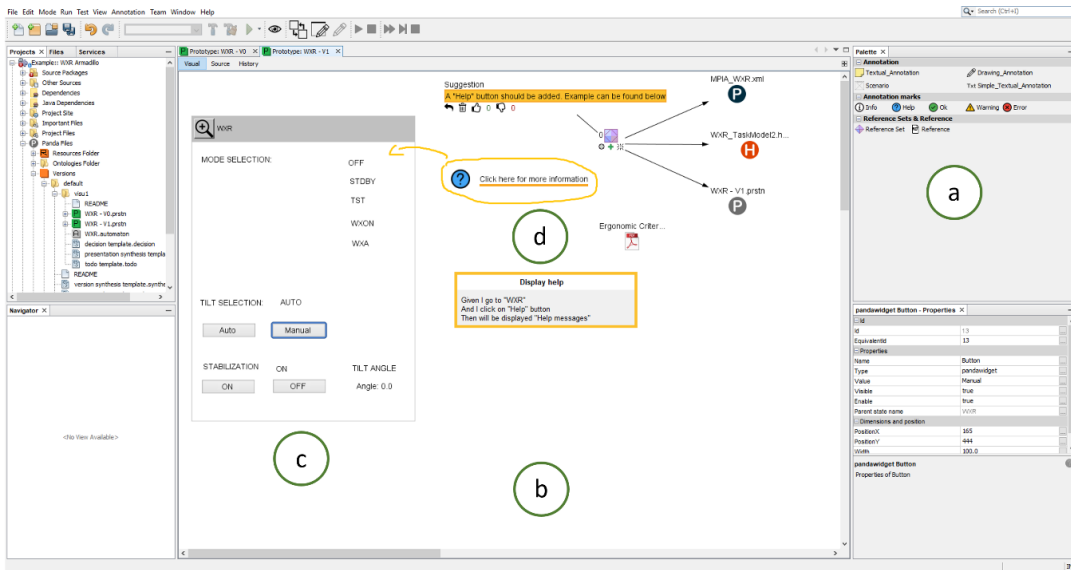 File Edit Mode Run Test View Annotation Team Window Help
Search (Ctrl+I)
Projects Files Services
Example:: WXR Armadillo
Source Packages
Other Sources
Dependencies
Java Dependencies
Project Site
Important Files
Project Files
Panda Files
Resources Folder
Ontologies Folder
Versions
default
visu1
README
WXR - V0.prstn
WXR - V1.prstn
WXR.automaton
decision template.decision
presentation synthesis templa
todo template.todo
README
version synthesis template.synthe
Navigator
<No View Available>
Prototype: WXR - V0 Prototype: WXR - V1
Visual Source History
WXR
MODE SELECTION:
OFF
STDBY
TST
WXON
WXA
TILT SELECTION: AUTO
Auto Manual
STABILIZATION ON TILT ANGLE
ON OFF Angle: 0.0
c
Suggestion
A "Help" button should be added. Example can be found below
0 0
Click here for more information
d
0
MPIA_WXR.xml
P
WXR_TaskModel2.h...
H
WXR - V1.prstn
P
Ergonomic Criter...
Display help
Given I go to "WXR"
And I click on "Help" button
Then will be displayed "Help messages"
b
Palette
Annotation
Textual_Annotation Drawing_Annotation
Scenario Txt Simple_Textual_Annotation
Annotation marks
Info Help Ok Warning Error
Reference Sets & Reference
Reference Set Reference
a
pandawidget Button - Properties
Id
Id 13
EquivalentId 13
Properties
Name Button
Type pandawidget
Value Manual
Visible true
Enable true
Parent state name WXR
Dimensions and position
PositionX 165
PositionY 444
Width 100.0
pandawidget Button
Properties of Button